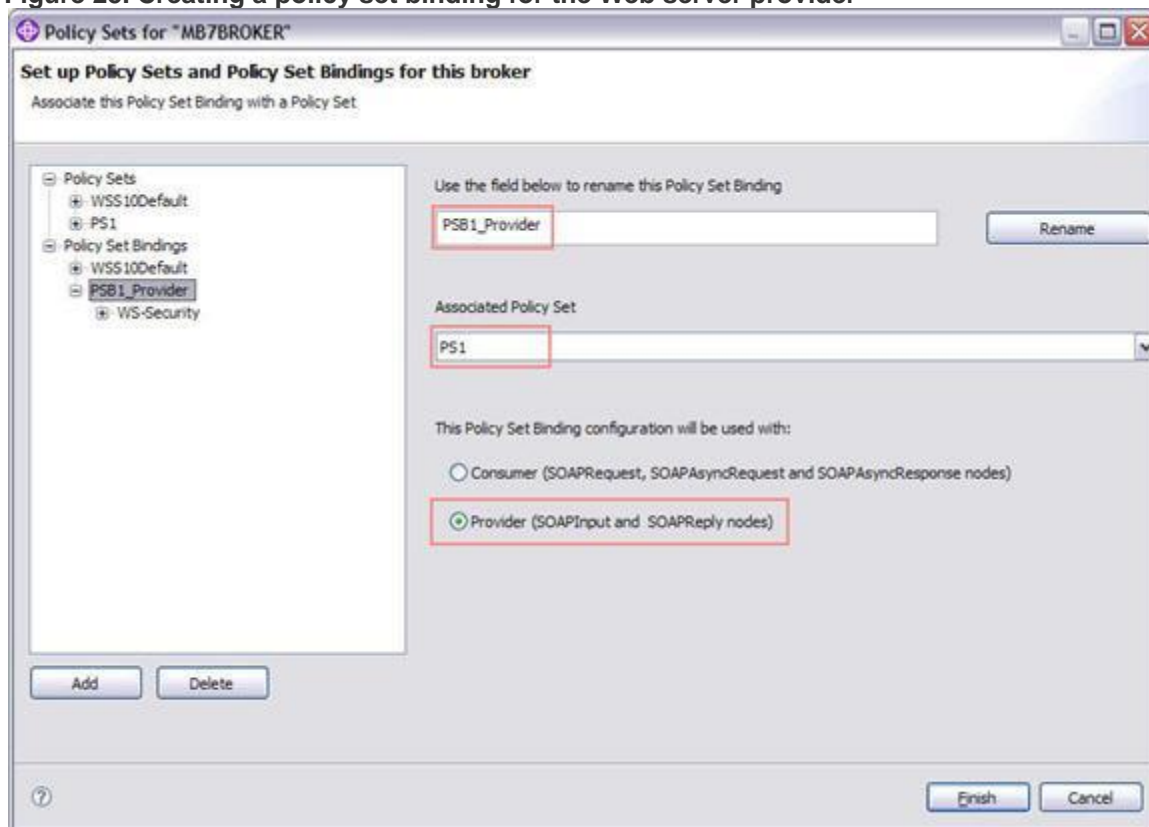 Figure 25. Creating a policy set binding for the Web server provider
Policy Sets for "MB7BROKER"
Set up Policy Sets and Policy Set Bindings for this broker
Associate this Policy Set Binding with a Policy Set
Policy Sets
WSS10Default
PS1
Policy Set Bindings
WSS10Default
PSB1_Provider
WS-Security
Use the field below to rename this Policy Set Binding
PSB1_Provider
Rename
Associated Policy Set
PS1
This Policy Set Binding configuration will be used with:
Consumer (SOAPRequest, SOAPAsyncRequest and SOAPAsyncResponse nodes)
Provider (SOAPInput and SOAPReply nodes)
Add Delete
? Finish Cancel